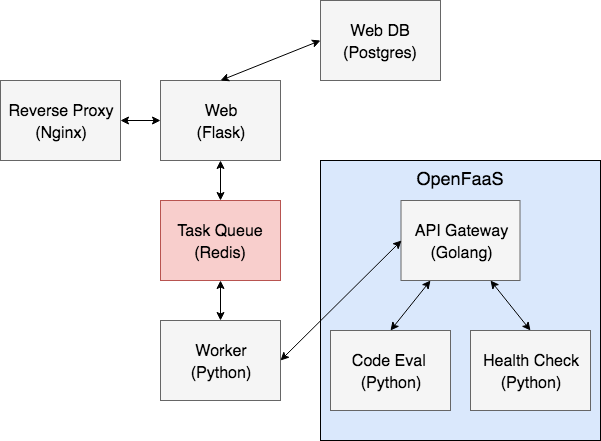 Web DB
(Postgres)
Reverse Proxy
(Nginx)
Web
(Flask)
OpenFaaS
Task Queue
(Redis)
API Gateway
(Golang)
Worker
(Python)
Code Eval
(Python)
Health Check
(Python)